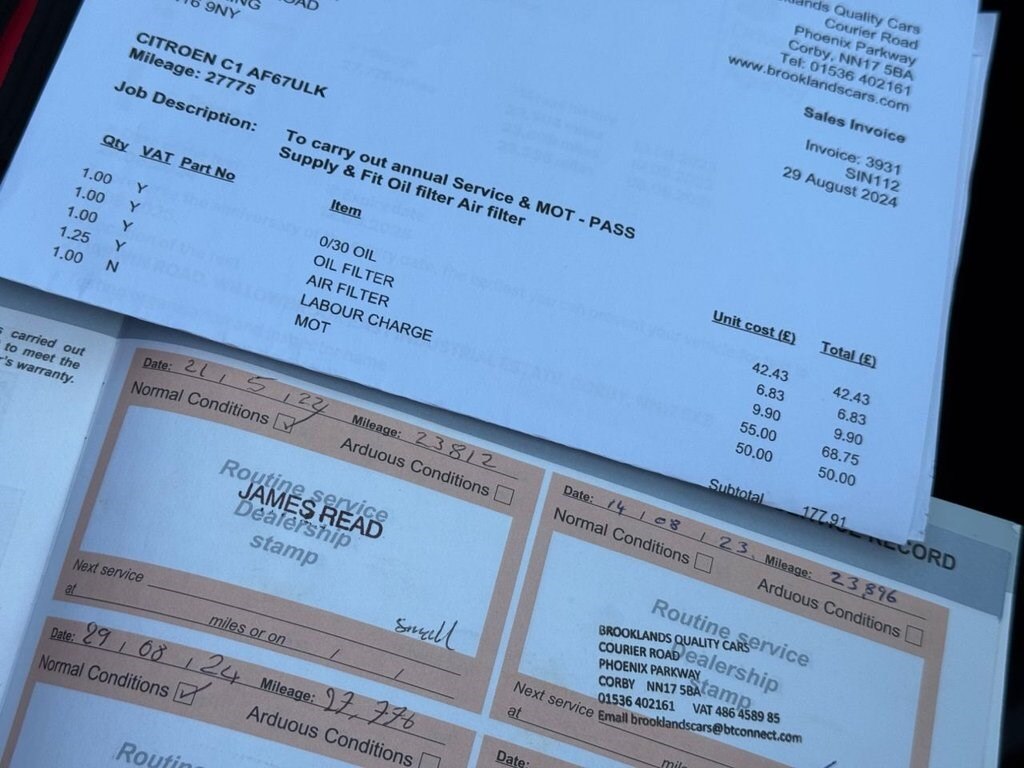 ROAD
NG
16 9NY
klands Quality Cars
Courier Road
Phoenix Parkway
Corby, NN17 5BA
Tel: 01536 402161
www.brooklandscars.com
CITROEN C1 AF67ULK
Mileage: 27775
Sales Invoice
Invoice: 3931
SIN112
29 August 2024
Job Description: To carry out annual Service & MOT - PASS
Supply & Fit Oil filter Air filter
Qty VAT Part No Item Unit cost (£) Total (£)
1.00 Y 0/30 OIL 42.43 42.43
1.00 Y OIL FILTER 6.83 6.83
1.00 Y AIR FILTER 9.90 9.90
1.25 Y LABOUR CHARGE 55.00 68.75
1.00 N MOT 50.00 50.00
Subtotal 177.91
carried out
to meet the
r's warranty.
RECORD
Date: 21 / 5 / 22 Mileage: 23812
Normal Conditions ☑ Arduous Conditions ☐
Routine service
Dealership
stamp
JAMES READ
Next service
at miles or on / /
Date: 14 / 08 / 23 Mileage: 23896
Normal Conditions ☐ Arduous Conditions ☐
Routine service
Dealership
stamp
BROOKLANDS QUALITY CARS
COURIER ROAD
PHOENIX PARKWAY
CORBY NN17 5BA
01536 402161 VAT 486 4589 85
Email brooklandscars@btconnect.com
Next service
at
Date: 29 / 08 / 24 Mileage: 27,776
Normal Conditions ☑ Arduous Conditions ☐
Routin
Date: